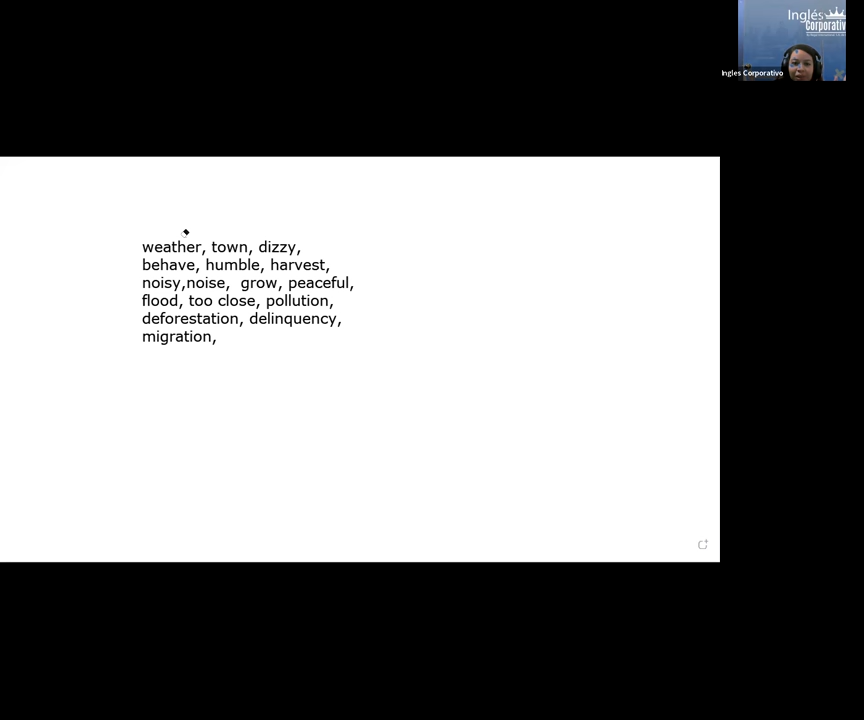 Inglés
Corporativo
Ingles Corporativo
weather, town, dizzy,
behave, humble, harvest,
noisy,noise,  grow, peaceful,
flood, too close, pollution,
deforestation, delinquency,
migration,